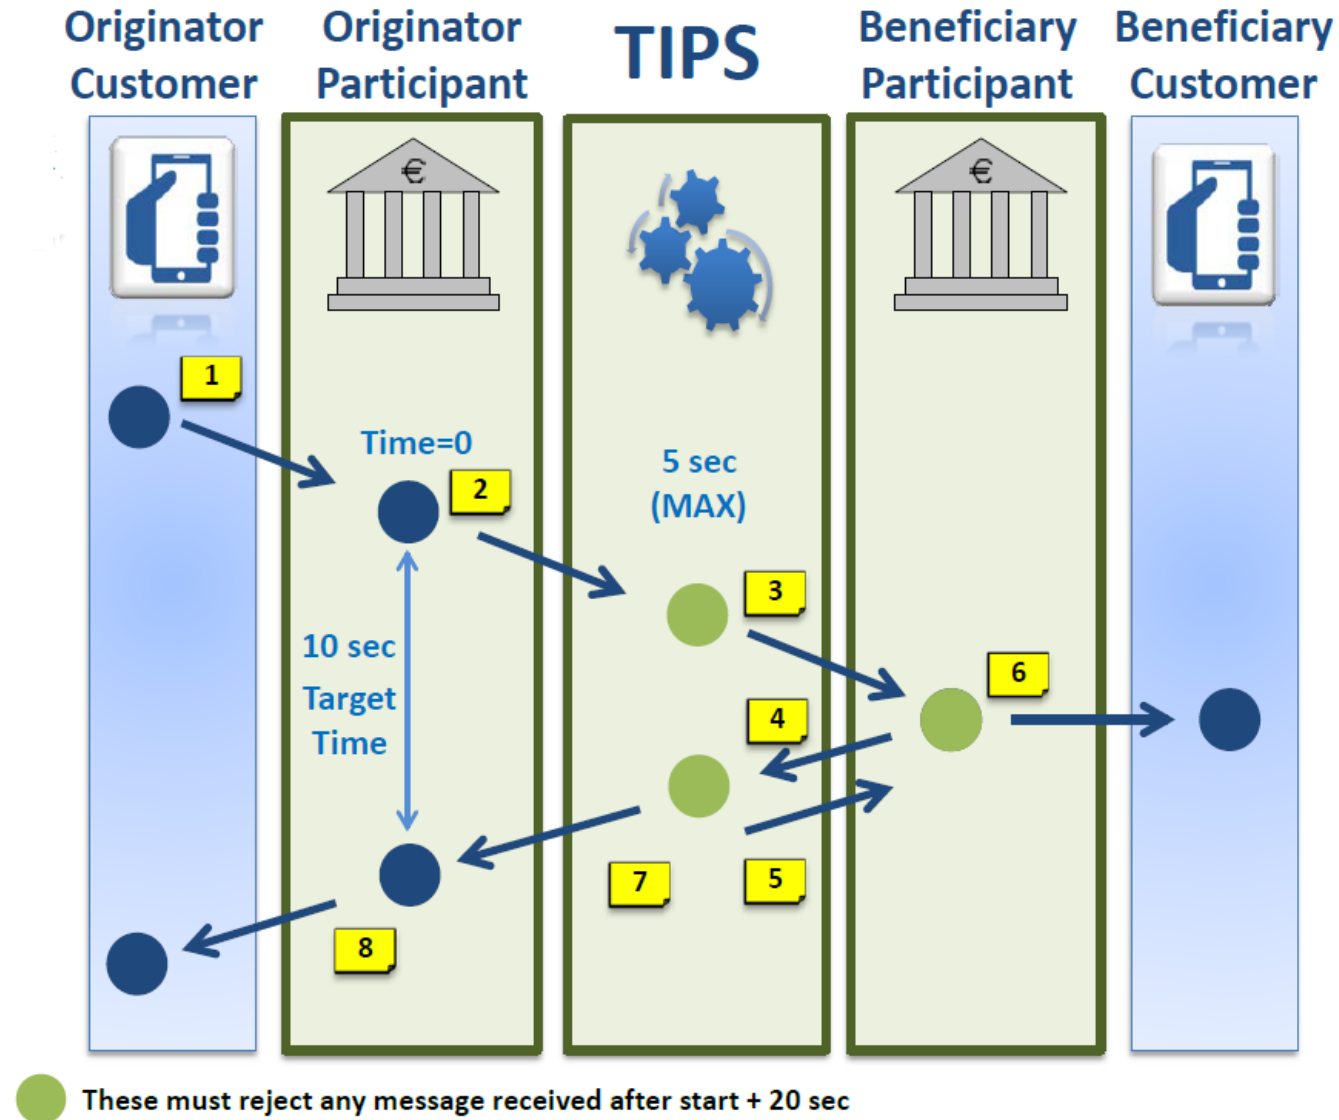 Originator
Customer
Originator
Participant
TIPS
Beneficiary
Participant
Beneficiary
Customer
€
€
1
Time=0
2
5 sec
(MAX)
3
10 sec
Target
Time
6
4
7
5
8
These must reject any message received after start + 20 sec